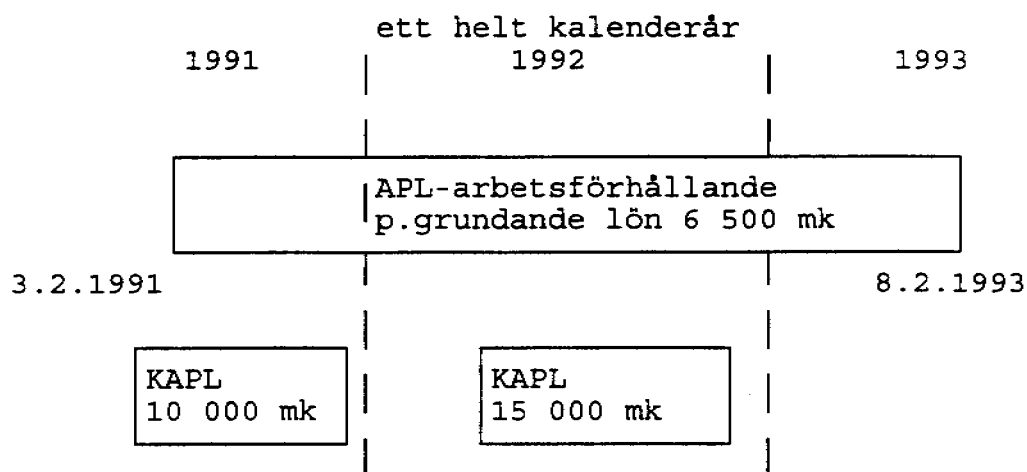 ett helt kalenderår
1991 1992 1993
APL-arbetsförhållande
p.grundande lön 6 500 mk
3.2.1991 8.2.1993
KAPL KAPL
10 000 mk 15 000 mk